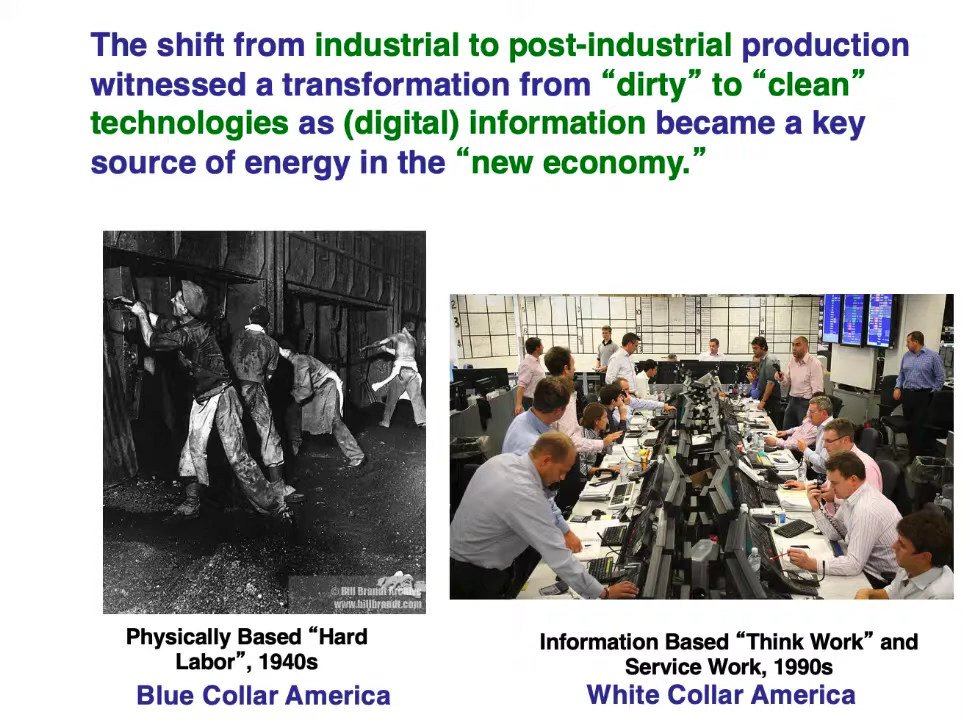 The shift from industrial to post-industrial production
witnessed a transformation from “dirty” to “clean”
technologies as (digital) information became a key
source of energy in the “new economy.”
© Bill Brandt Archive
www.billbrandt.com
Physically Based “Hard
Labor”, 1940s
Blue Collar America
Information Based “Think Work” and
Service Work, 1990s
White Collar America